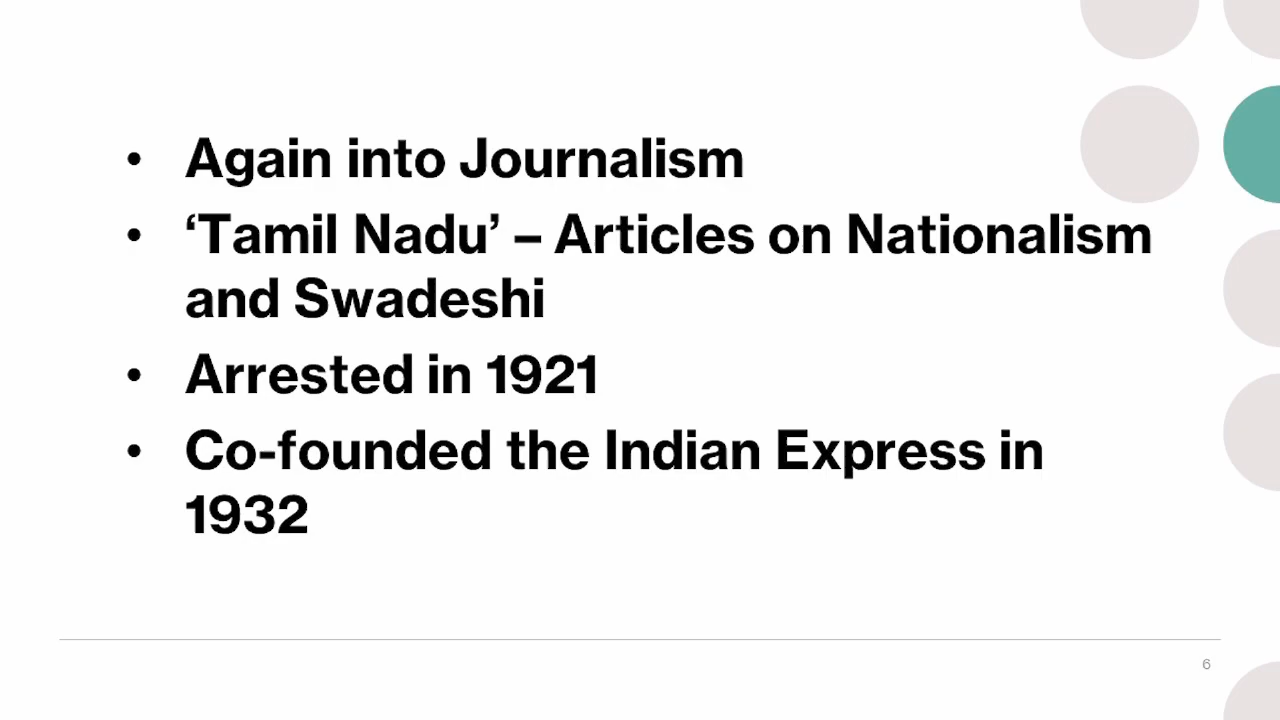 • Again into Journalism
• ‘Tamil Nadu’ – Articles on Nationalism
and Swadeshi
• Arrested in 1921
• Co-founded the Indian Express in
1932
6